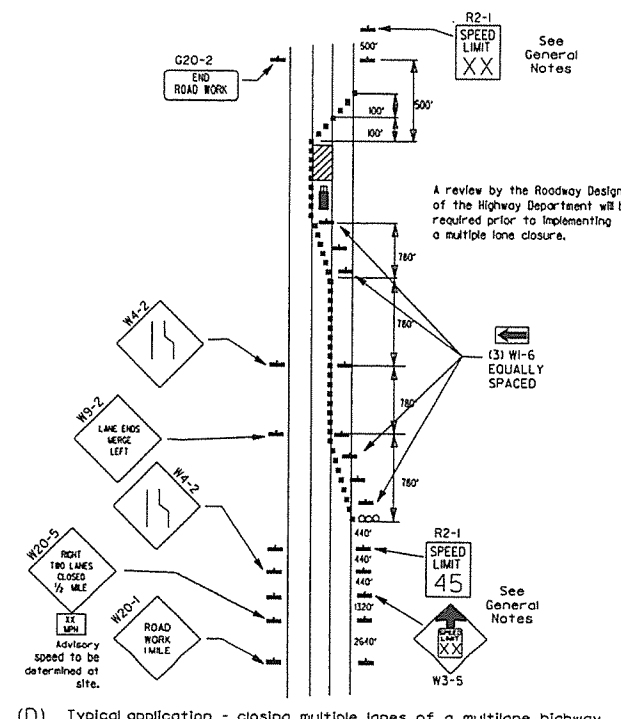 R2-1
SPEED
LIMIT
XX
See
General
Notes
500'
G20-2
END
ROAD WORK
500'
100'
100'
A review by the Roadway Design
of the Highway Department will b
required prior to implementing
a multiple lane closure.
780'
W4-2
780'
(3) W1-6
EQUALLY
SPACED
W9-2
LANE ENDS
MERGE
LEFT
780'
W4-2
780'
440'
R2-1
SPEED
LIMIT
45
W20-5
RIGHT
TWO LANES
CLOSED
1/2 MILE
440'
440'
See
General
Notes
XX
MPH
W20-1
ROAD
WORK
1 MILE
1320'
SPEED
LIMIT
XX
Advisory
speed to be
determined at
site.
2640'
W3-5
(D) Typical application - closing multiple lanes of a multilane highway